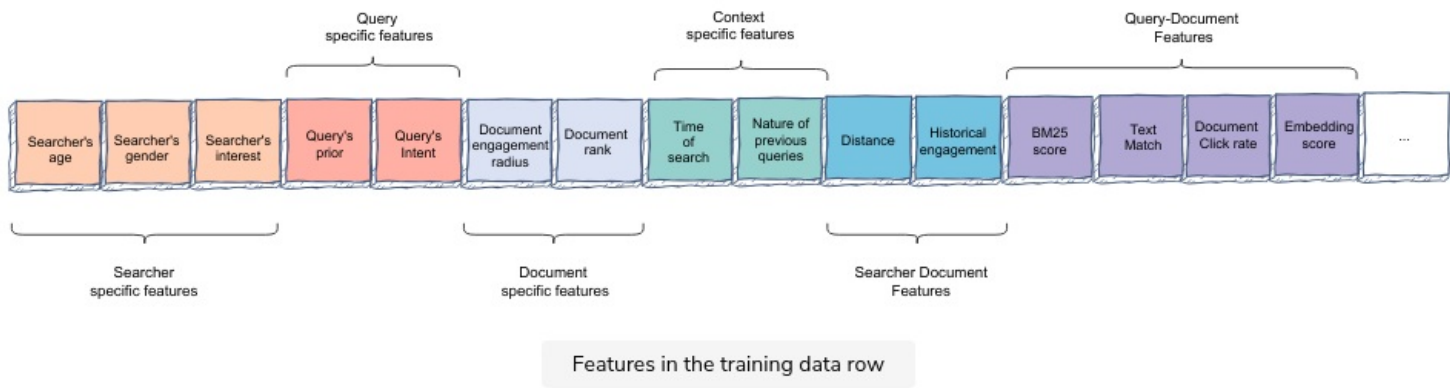 Query
specific features
Context
specific features
Query-Document
Features
Searcher's
age
Searcher's
gender
Searcher's
interest
Query's
prior
Query's
Intent
Document
engagement
radius
Document
rank
Time
of
search
Nature of
previous
queries
Distance
Historical
engagement
BM25
score
Text
Match
Document
Click rate
Embedding
score
...
Searcher
specific features
Document
specific features
Searcher Document
Features
Features in the training data row